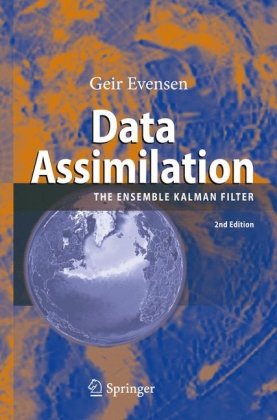 Geir Evensen
Data
Assimilation
THE ENSEMBLE KALMAN FILTER
2nd Edition
Springer